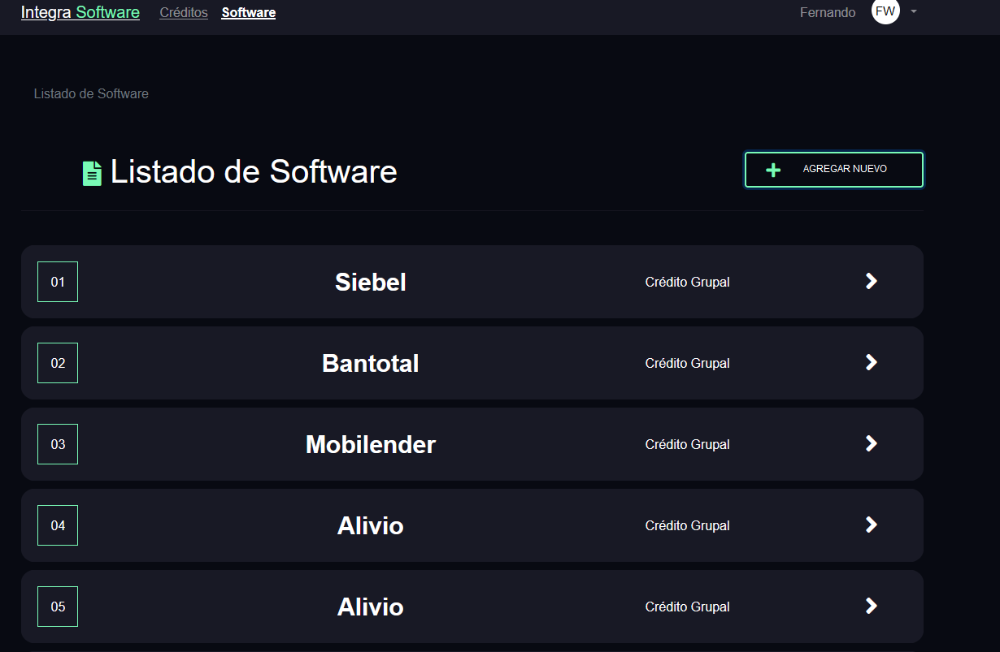 Integra Software Créditos Software Fernando FW
Listado de Software
Listado de Software AGREGAR NUEVO
01 Siebel Crédito Grupal
02 Bantotal Crédito Grupal
03 Mobilender Crédito Grupal
04 Alivio Crédito Grupal
05 Alivio Crédito Grupal